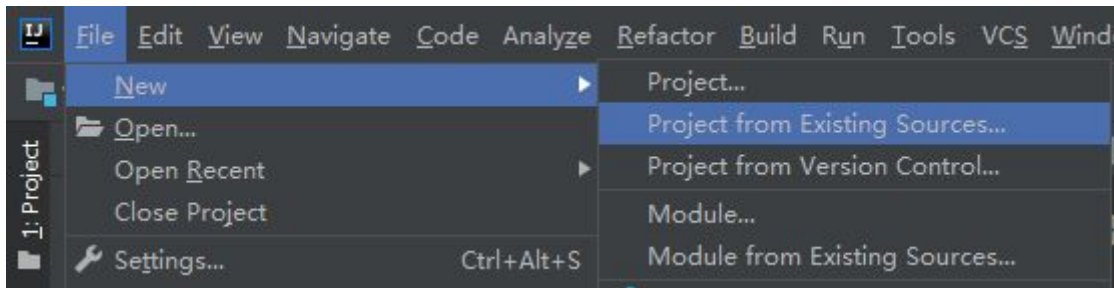 IJ File Edit View Navigate Code Analyze Refactor Build Run Tools VCS Wind
New
Project...
Open...
Project from Existing Sources...
Open Recent
Project from Version Control...
Close Project
Module...
Settings... Ctrl+Alt+S
Module from Existing Sources...
1: Project